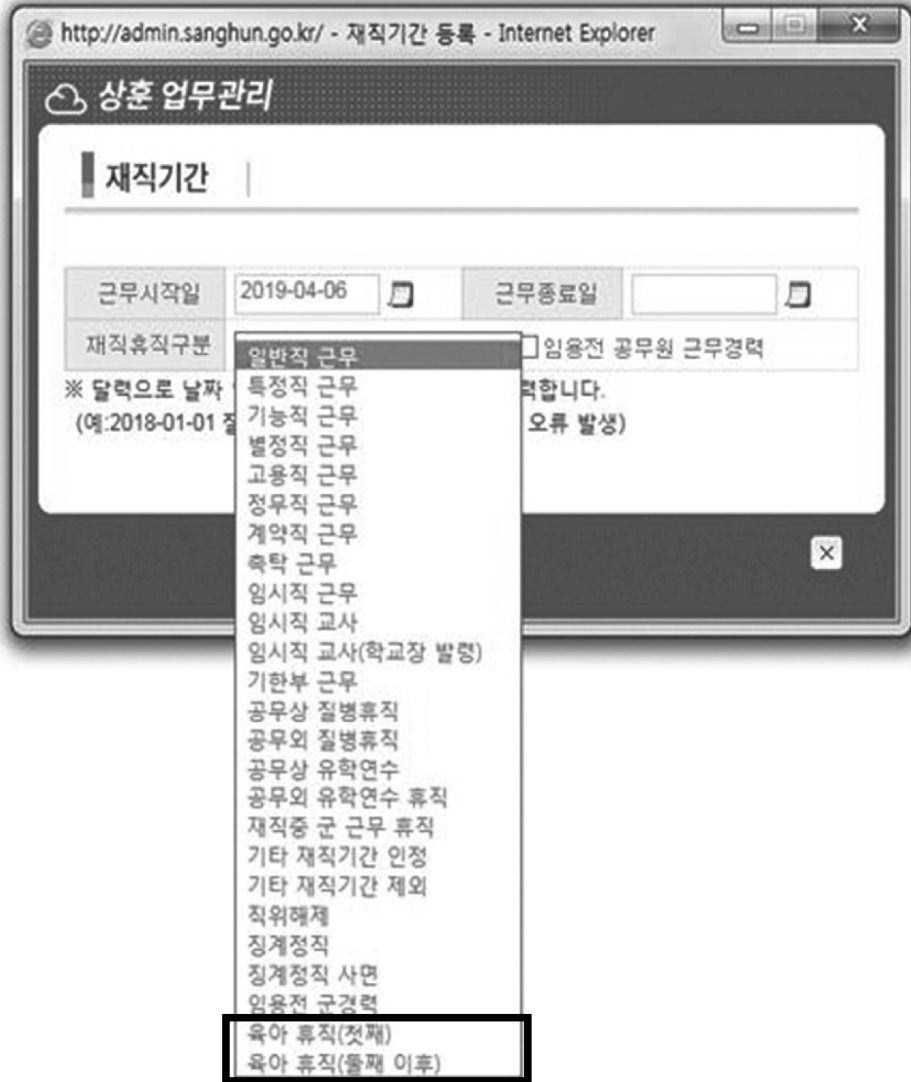 http://admin.sanghun.go.kr/ - 재직기간 등록 - Internet Explorer
상훈 업무관리
재직기간
근무시작일 2019-04-06 근무종료일
재직휴직구분 임용전 공무원 근무경력
※ 달력으로 날짜 력합니다.
(예:2018-01-01 오류 발생)
일반직 근무
특정직 근무
기능직 근무
별정직 근무
고용직 근무
정무직 근무
계약직 근무
촉탁 근무
임시직 근무
임시직 교사
임시직 교사(학교장 발령)
기한부 근무
공무상 질병휴직
공무외 질병휴직
공무상 유학연수
공무외 유학연수 휴직
재직중 군 근무 휴직
기타 재직기간 인정
기타 재직기간 제외
직위해제
징계정직
징계정직 사면
임용전 군경력
육아 휴직(첫째)
육아 휴직(둘째 이후)